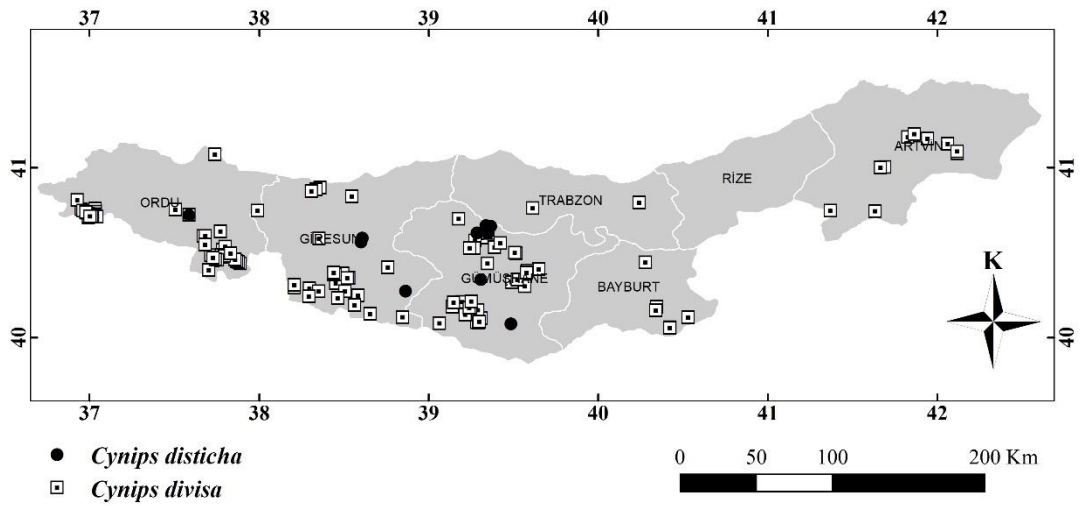 37 38 39 40 41 42
41 41
ORDU GİRESUN TRABZON RİZE ARTVİN
GÜMÜŞHANE BAYBURT
K
40 40
37 38 39 40 41 42
Cynips disticha
Cynips divisa
0 50 100 200 Km